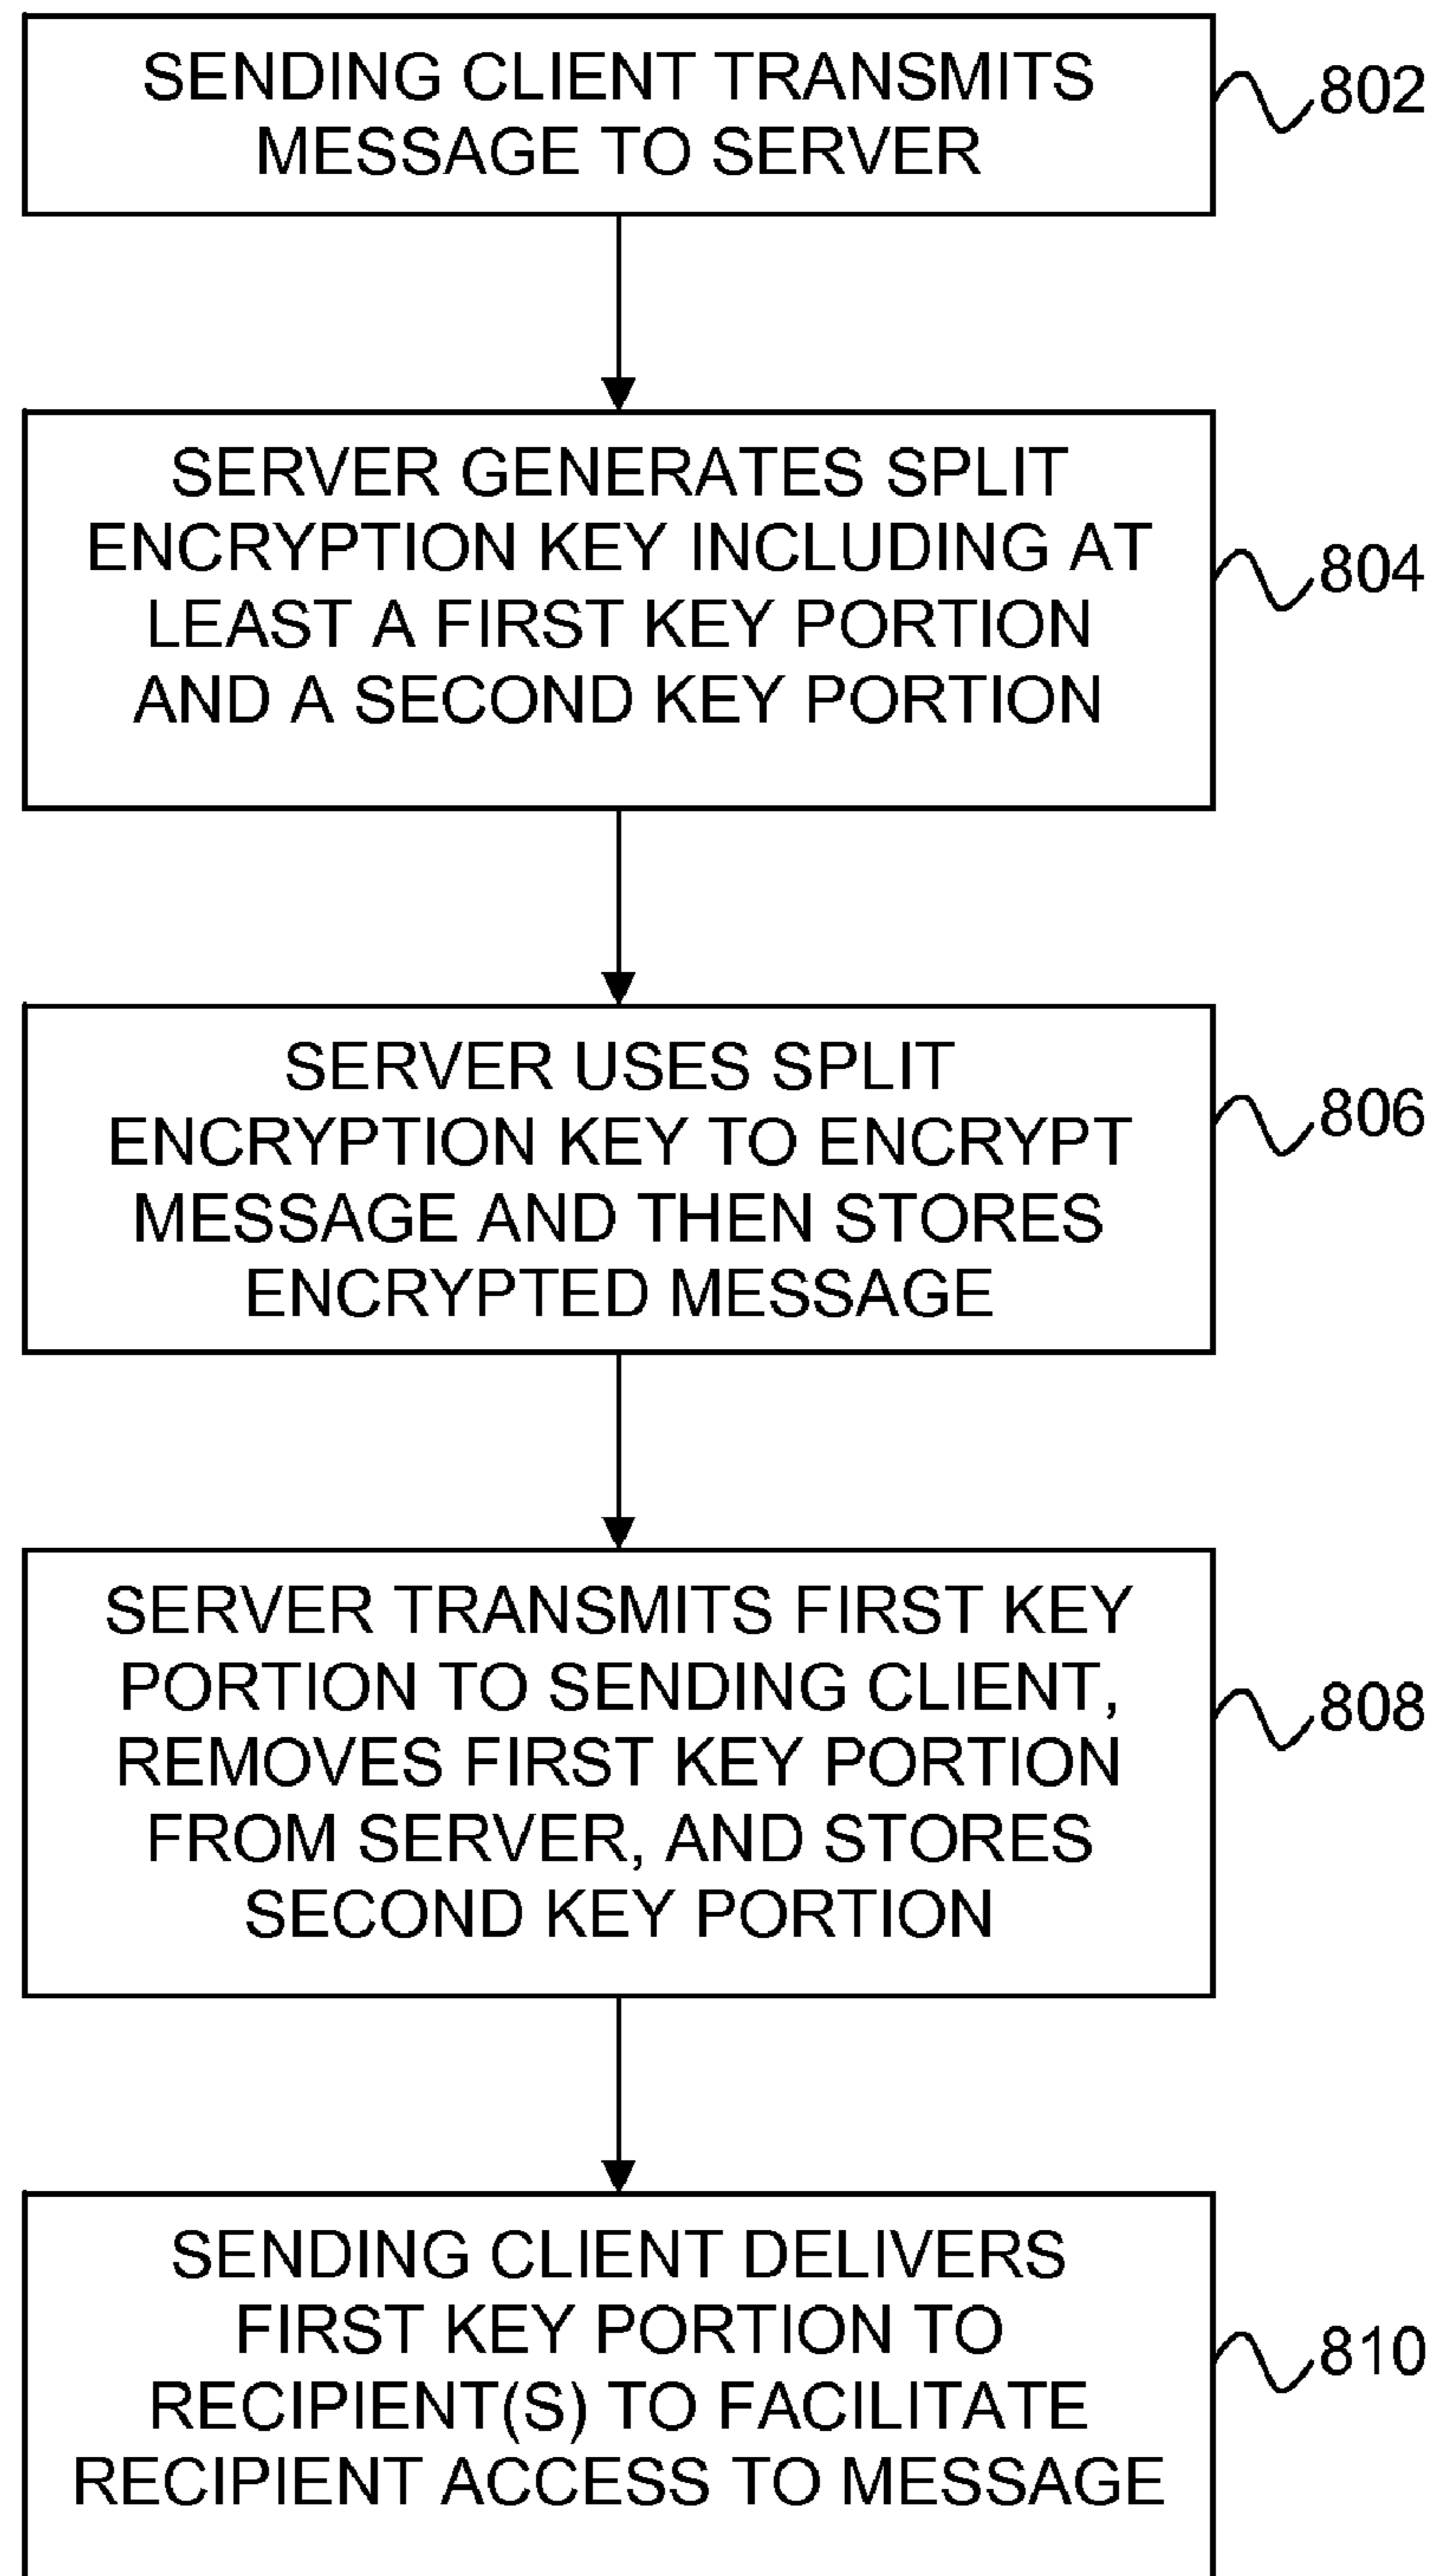 SENDING CLIENT TRANSMITS
MESSAGE TO SERVER
802
SERVER GENERATES SPLIT
ENCRYPTION KEY INCLUDING AT
LEAST A FIRST KEY PORTION
AND A SECOND KEY PORTION
804
SERVER USES SPLIT
ENCRYPTION KEY TO ENCRYPT
MESSAGE AND THEN STORES
ENCRYPTED MESSAGE
806
SERVER TRANSMITS FIRST KEY
PORTION TO SENDING CLIENT,
REMOVES FIRST KEY PORTION
FROM SERVER, AND STORES
SECOND KEY PORTION
808
SENDING CLIENT DELIVERS
FIRST KEY PORTION TO
RECIPIENT(S) TO FACILITATE
RECIPIENT ACCESS TO MESSAGE
810